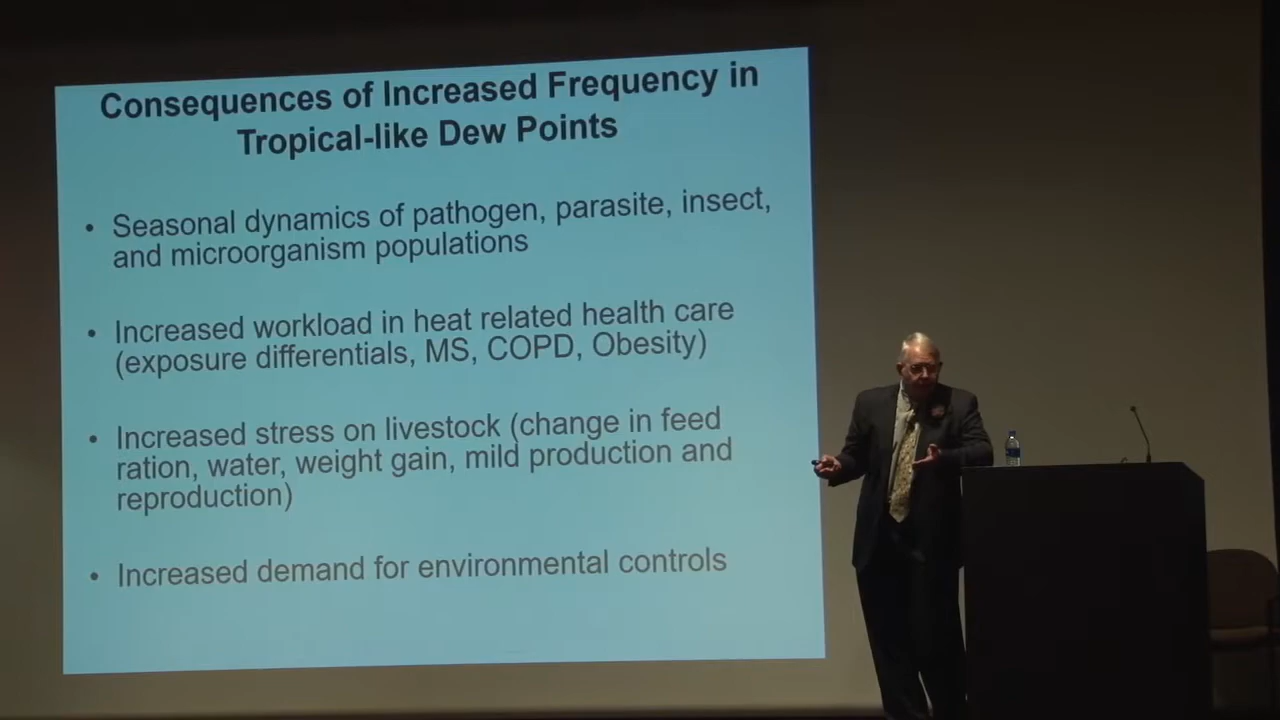 Consequences of Increased Frequency in
Tropical-like Dew Points
• Seasonal dynamics of pathogen, parasite, insect,
and microorganism populations
• Increased workload in heat related health care
(exposure differentials, MS, COPD, Obesity)
• Increased stress on livestock (change in feed
ration, water, weight gain, mild production and
reproduction)
• Increased demand for environmental controls